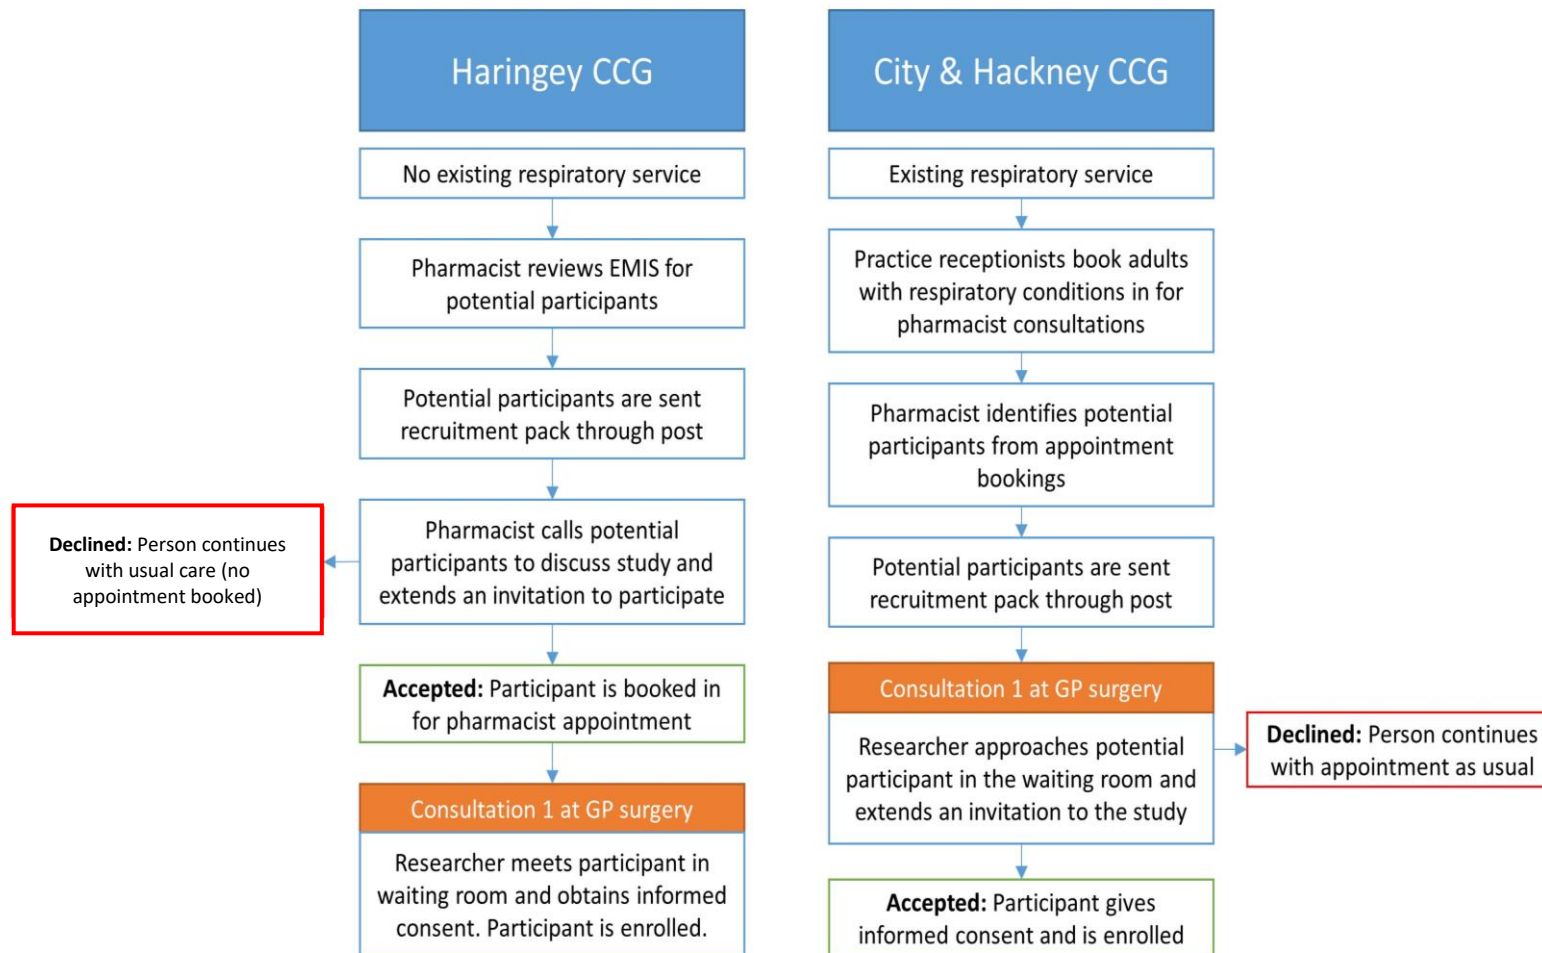 Haringey CCG
No existing respiratory service
Pharmacist reviews EMIS for
potential participants
Potential participants are sent
recruitment pack through post
Pharmacist calls potential
participants to discuss study and
extends an invitation to participate
Declined: Person continues
with usual care (no
appointment booked)
Accepted: Participant is booked in
for pharmacist appointment
Consultation 1 at GP surgery
Researcher meets participant in
waiting room and obtains informed
consent. Participant is enrolled.
City & Hackney CCG
Existing respiratory service
Practice receptionists book adults
with respiratory conditions in for
pharmacist consultations
Pharmacist identifies potential
participants from appointment
bookings
Potential participants are sent
recruitment pack through post
Consultation 1 at GP surgery
Researcher approaches potential
participant in the waiting room and
extends an invitation to the study
Declined: Person continues
with appointment as usual
Accepted: Participant gives
informed consent and is enrolled